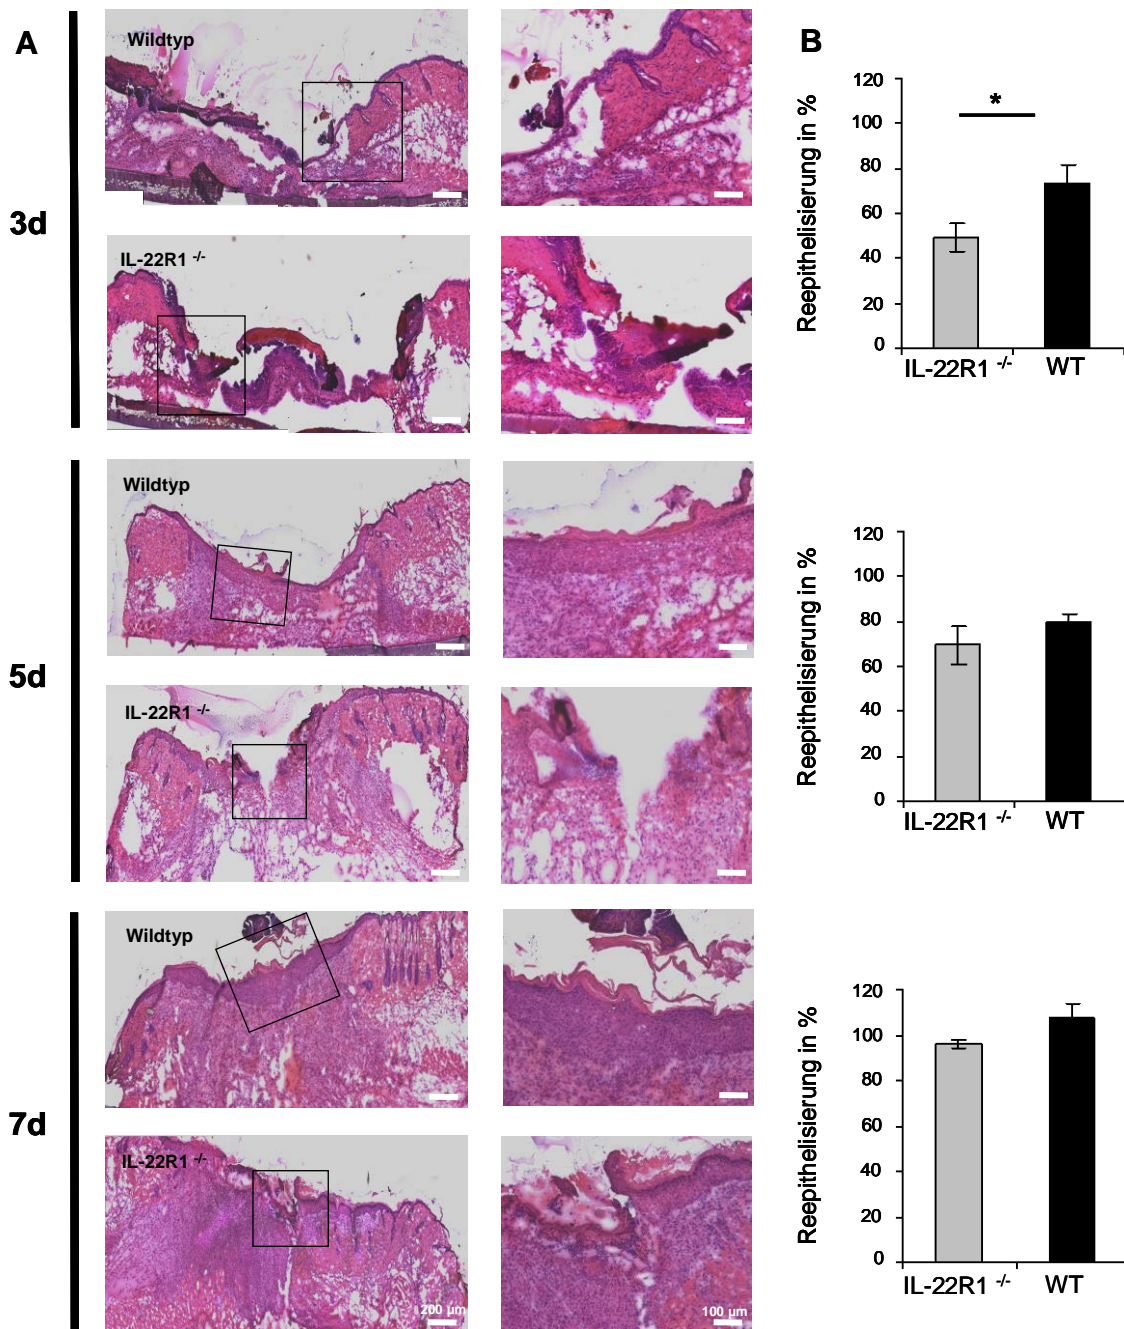 A
3d
Wildtyp
IL-22R1 -/-
5d
Wildtyp
IL-22R1 -/-
7d
Wildtyp
IL-22R1 -/-
200 µm
100 µm
B
Reepithelisierung in %
120
100
80
60
40
20
0
*
IL-22R1 -/- WT
Reepithelisierung in %
120
100
80
60
40
20
0
IL-22R1 -/- WT
Reepithelisierung in %
120
100
80
60
40
20
0
IL-22R1 -/- WT